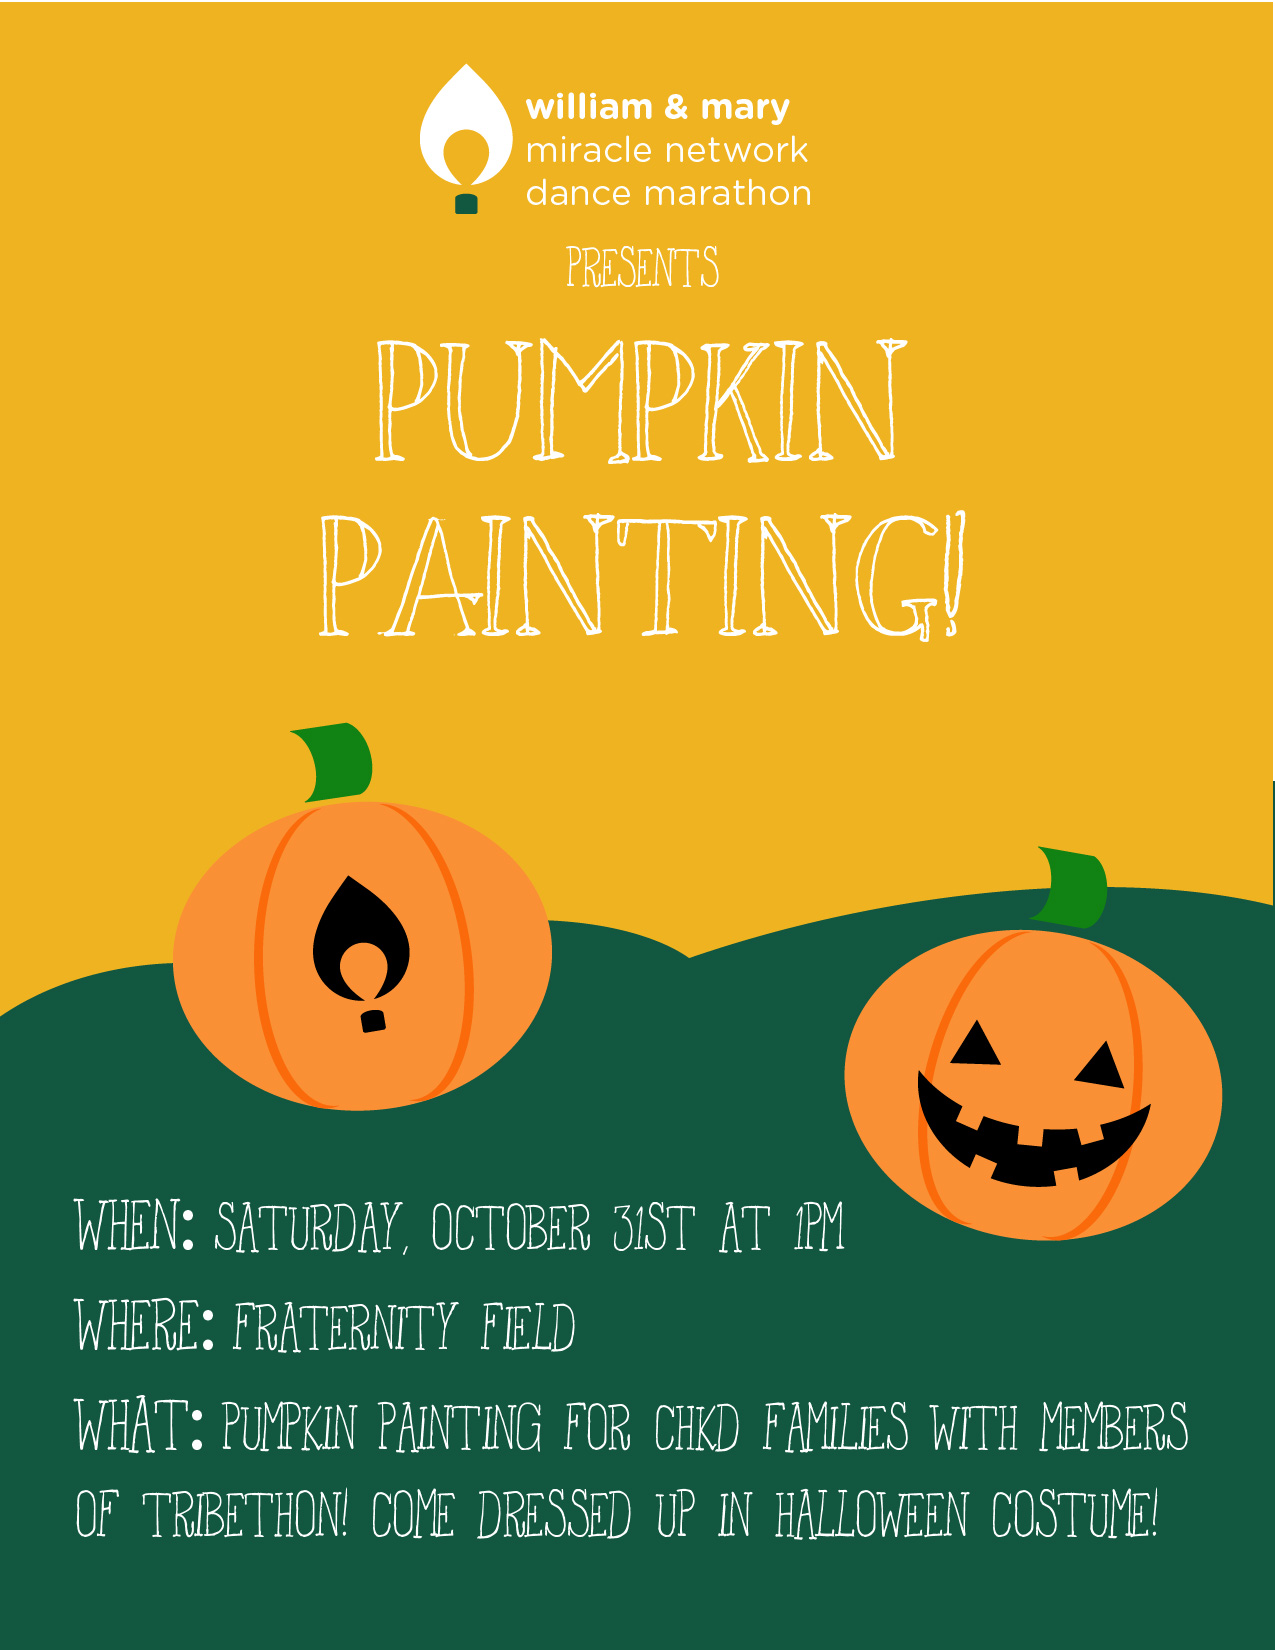 william & mary
miracle network
dance marathon
PRESENTS
PUMPKIN
PAINTING!
WHEN: SATURDAY, OCTOBER 31ST AT 1PM
WHERE: FRATERNITY FIELD
WHAT: PUMPKIN PAINTING FOR CHKD FAMILIES WITH MEMBERS
OF TRIBETHON! COME DRESSED UP IN HALLOWEEN COSTUME!